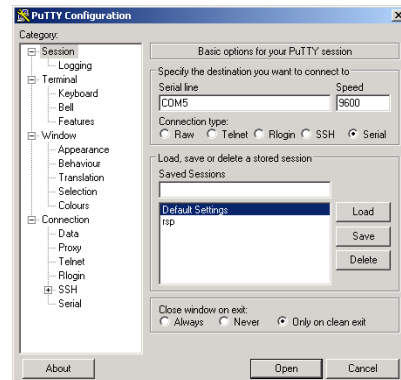 PuTTY Configuration
Category:
Session
Logging
Terminal
Keyboard
Bell
Features
Window
Appearance
Behaviour
Translation
Selection
Colours
Connection
Data
Proxy
Telnet
Rlogin
SSH
Serial
Basic options for your PuTTY session
Specify the destination you want to connect to
Serial line Speed
COM5 9600
Connection type:
Raw Telnet Rlogin SSH Serial
Load, save or delete a stored session
Saved Sessions
Default Settings
rsp
Load
Save
Delete
Close window on exit:
Always Never Only on clean exit
About Open Cancel